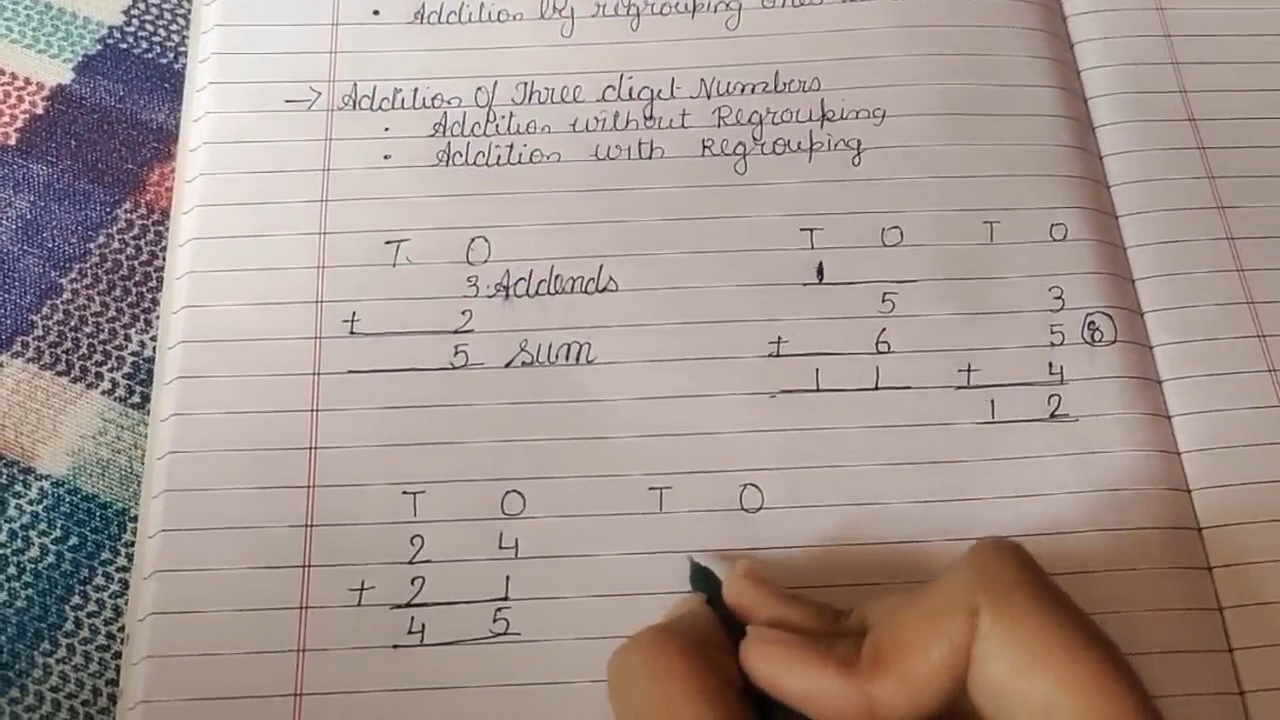 • Addition by regrouping ones
→ Addition Of Three digit Numbers
• Addition without Regrouping
• Addition with Regrouping
T. O
3 Addends
+ 2
5 sum
T O
1
5
+ 6
1 1
T O
3
5 8
+ 4
1 2
T O
2 4
+ 2 1
4 5
T O